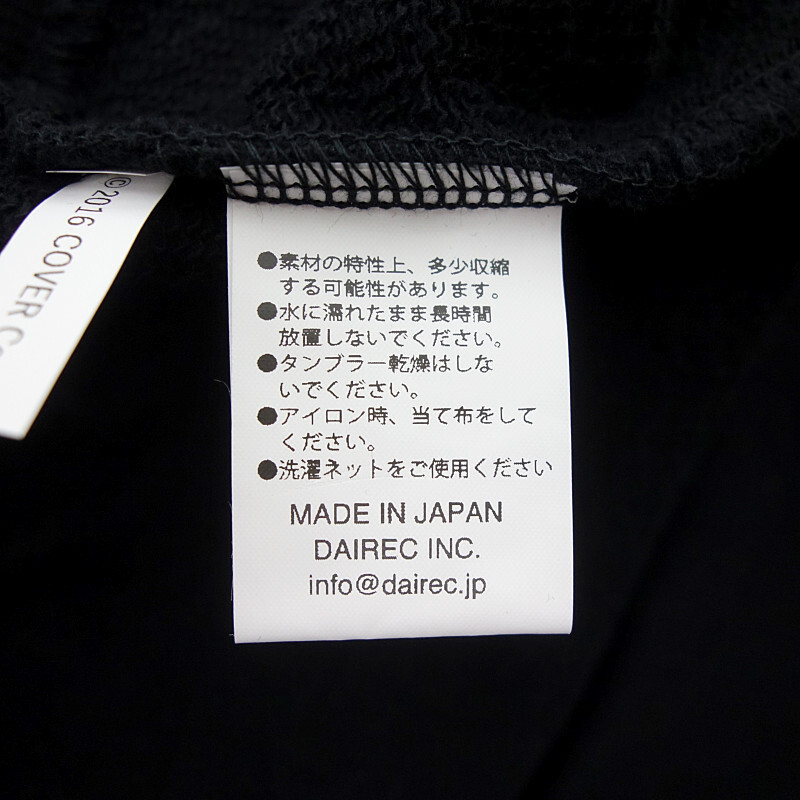 ©2016 COVER C
●素材の特性上、多少収縮
する可能性があります。
●水に濡れたまま長時間
放置しないでください。
●タンブラー乾燥はしな
いでください。
●アイロン時、当て布をして
ください。
●洗濯ネットをご使用ください
MADE IN JAPAN
DAIREC INC.
info@dairec.jp